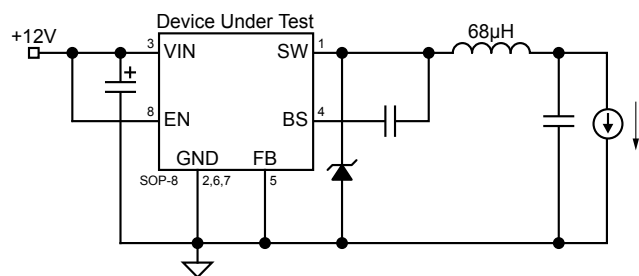 Device Under Test
+12V
3
VIN
SW
1
68µH
8
EN
BS
4
GND
FB
SOP-8
2,6,7
5
+